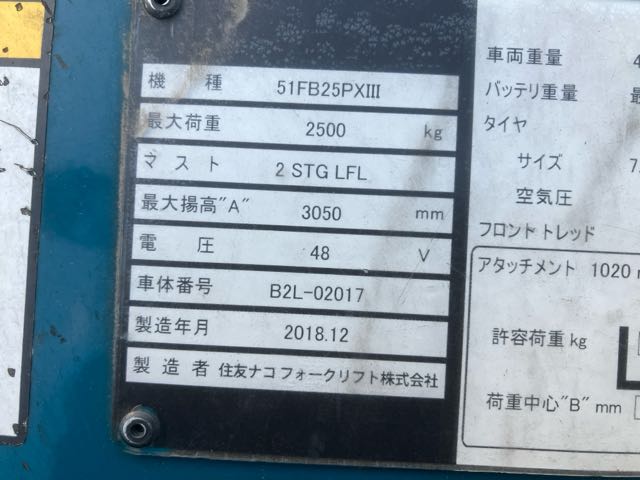 機 種 51FB25PXIII
最大荷重 2500 kg
マスト 2 STG LFL
最大揚高"A" 3050 mm
電 圧 48 V
車体番号 B2L-02017
製造年月 2018.12
製造者 住友ナコ フォークリフト株式会社
車両重量 4
バッテリ重量 最
タイヤ
サイズ 7.
空気圧
フロント トレッド
アタッチメント 1020
許容荷重 kg
荷重中心"B" mm